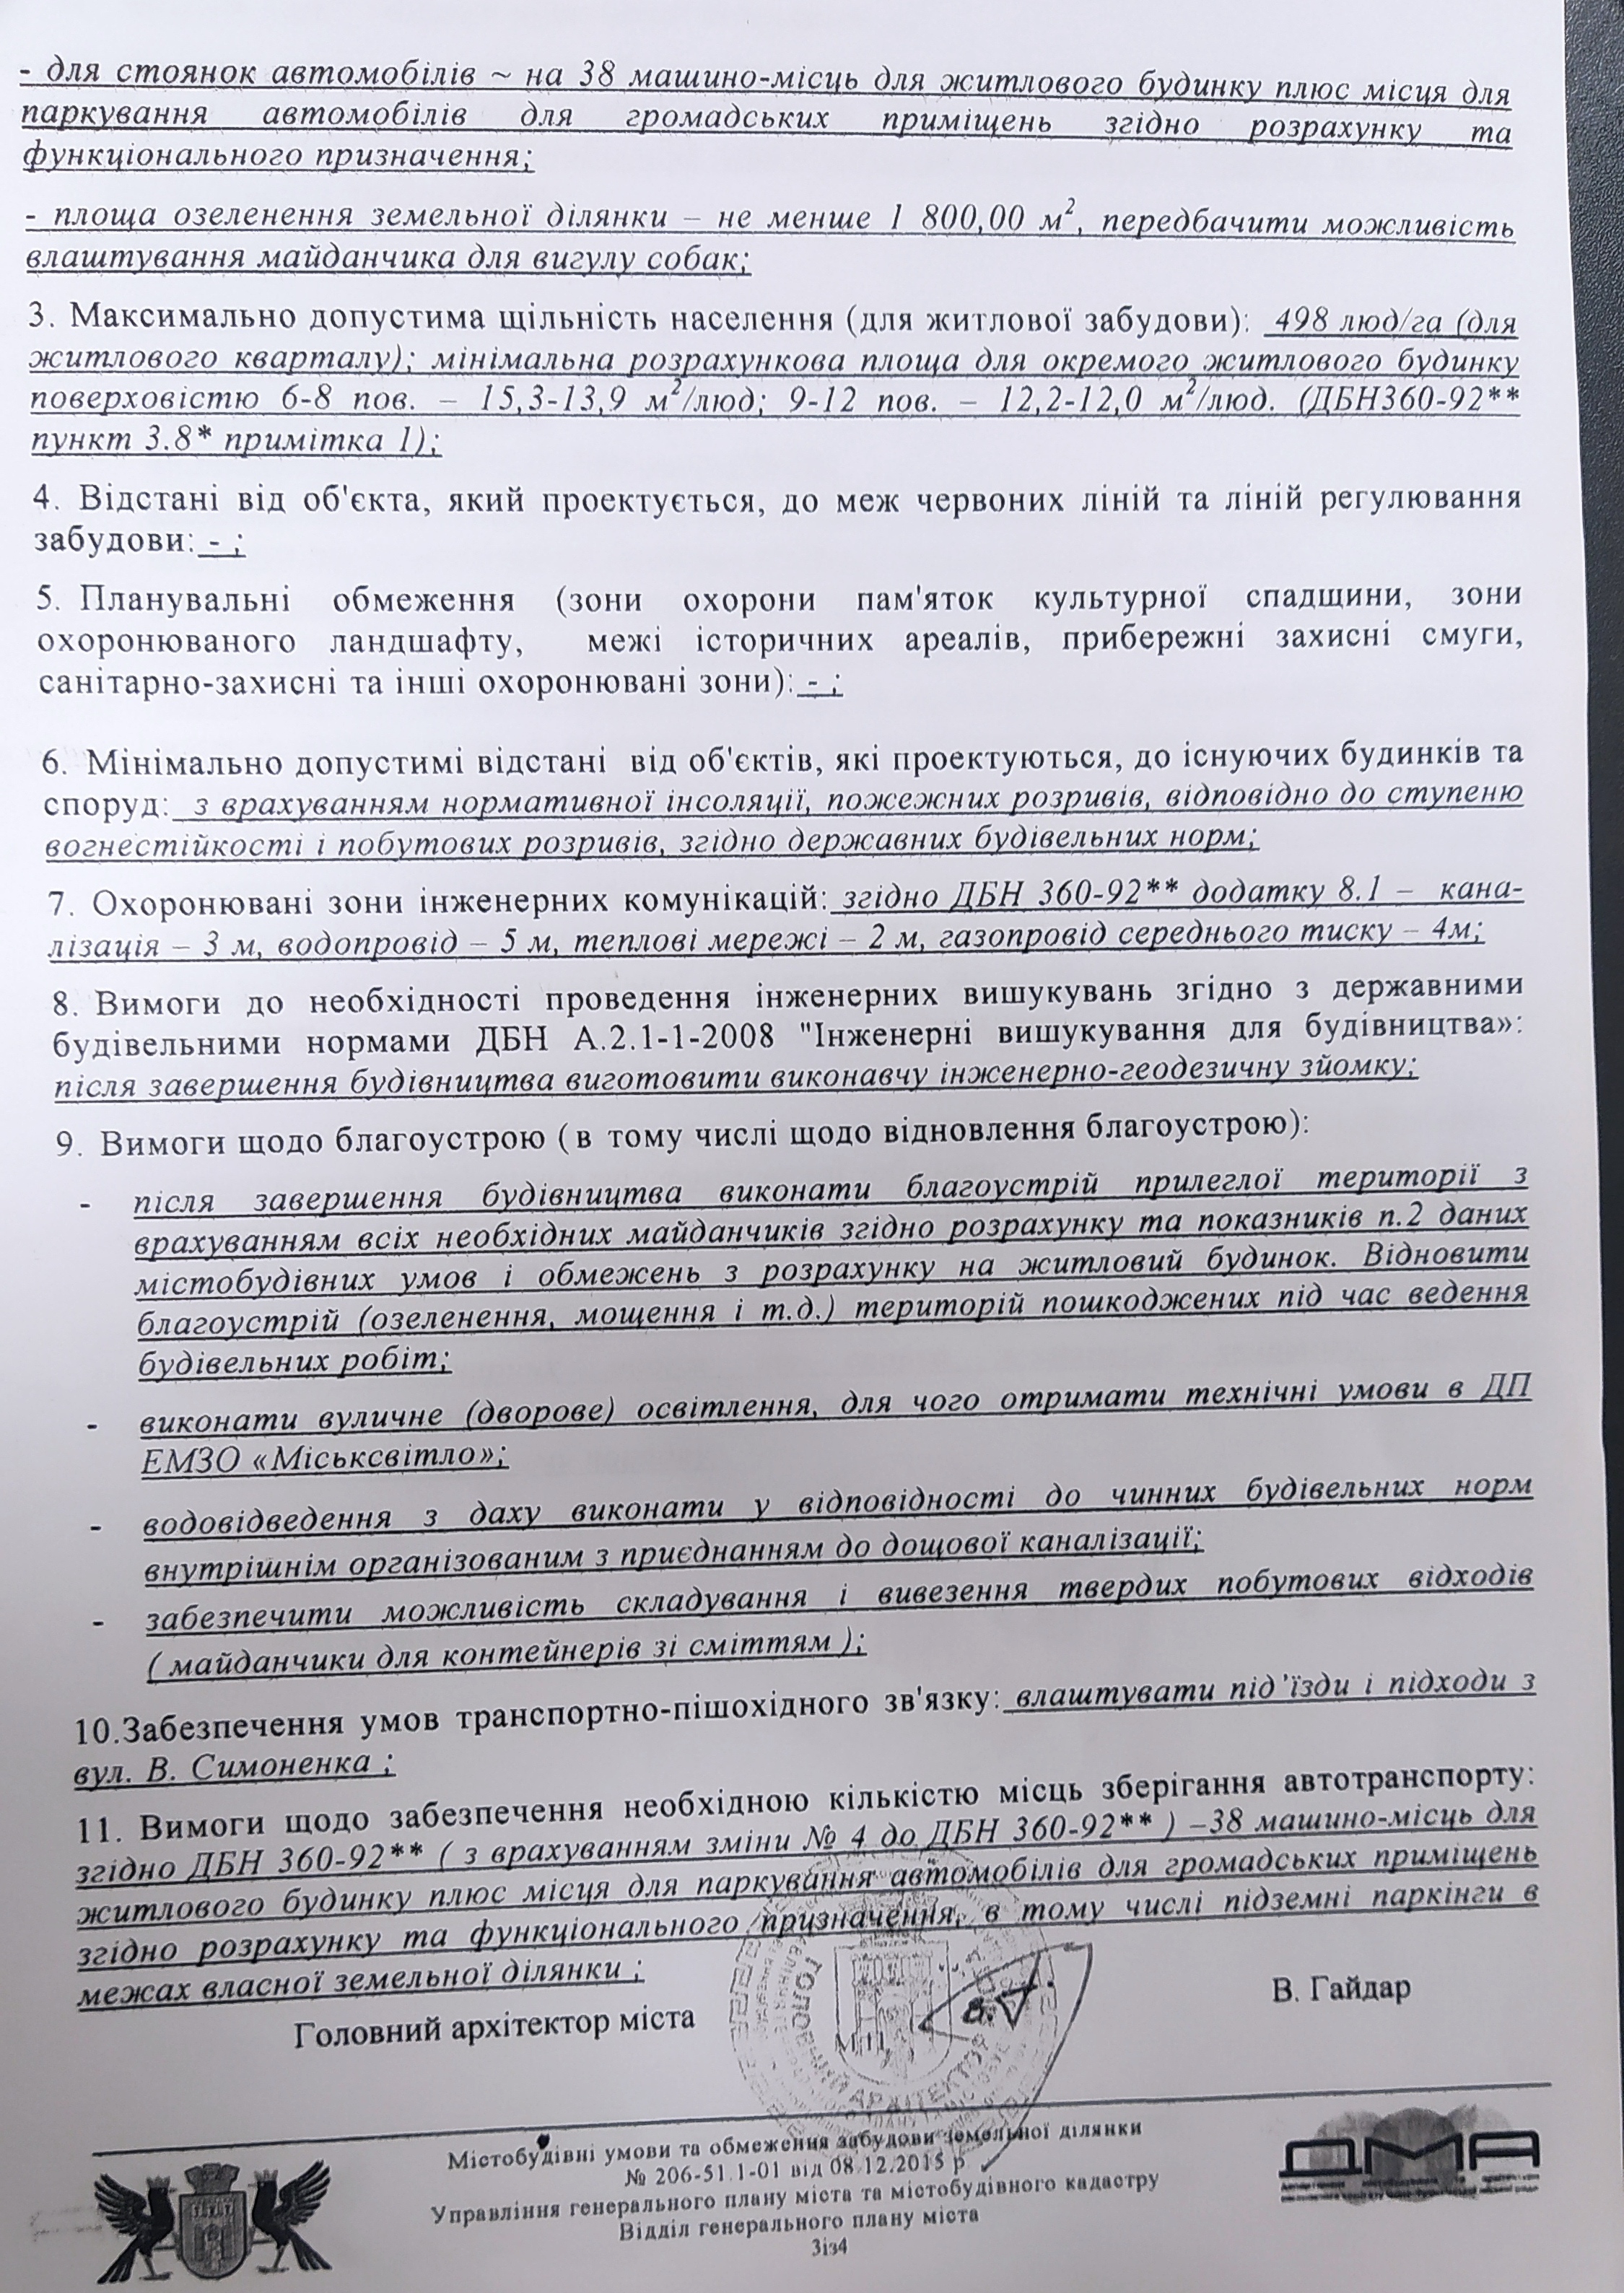 - для стоянок автомобілів ~ на 38 машино-місць для житлового будинку плюс місця для
паркування автомобілів для громадських приміщень згідно розрахунку та
функціонального призначення;
- площа озеленення земельної ділянки – не менше 1 800,00 м², передбачити можливість
влаштування майданчика для вигулу собак;
3. Максимально допустима щільність населення (для житлової забудови): 498 люд/га (для
житлового кварталу); мінімальна розрахункова площа для окремого житлового будинку
поверховістю 6-8 пов. – 15,3-13,9 м²/люд; 9-12 пов. – 12,2-12,0 м²/люд. (ДБН360-92**
пункт 3.8* примітка 1);
4. Відстані від об'єкта, який проектується, до меж червоних ліній та ліній регулювання
забудови: - ;
5. Планувальні обмеження (зони охорони пам'яток культурної спадщини, зони
охоронюваного ландшафту, межі історичних ареалів, прибережні захисні смуги,
санітарно-захисні та інші охоронювані зони): - ;
6. Мінімально допустимі відстані від об'єктів, які проектуються, до існуючих будинків та
споруд: з врахуванням нормативної інсоляції, пожежних розривів, відповідно до ступеню
вогнестійкості і побутових розривів, згідно державних будівельних норм;
7. Охоронювані зони інженерних комунікацій: згідно ДБН 360-92** додатку 8.1 – кана-
лізація – 3 м, водопровід – 5 м, теплові мережі – 2 м, газопровід середнього тиску – 4м;
8. Вимоги до необхідності проведення інженерних вишукувань згідно з державними
будівельними нормами ДБН А.2.1-1-2008 "Інженерні вишукування для будівництва»:
після завершення будівництва виготовити виконавчу інженерно-геодезичну зйомку;
9. Вимоги щодо благоустрою ( в тому числі щодо відновлення благоустрою):
- після завершення будівництва виконати благоустрій прилеглої території з
врахуванням всіх необхідних майданчиків згідно розрахунку та показників п.2 даних
містобудівних умов і обмежень з розрахунку на житловий будинок. Відновити
благоустрій (озеленення, мощення і т.д.) територій пошкоджених під час ведення
будівельних робіт;
- виконати вуличне (дворове) освітлення, для чого отримати технічні умови в ДП
ЕМЗО «Міськсвітло»;
- водовідведення з даху виконати у відповідності до чинних будівельних норм
внутрішнім організованим з приєднанням до дощової каналізації;
- забезпечити можливість складування і вивезення твердих побутових відходів
( майданчики для контейнерів зі сміттям );
10.Забезпечення умов транспортно-пішохідного зв'язку: влаштувати під'їзди і підходи з
вул. В. Симоненка ;
11. Вимоги щодо забезпечення необхідною кількістю місць зберігання автотранспорту:
згідно ДБН 360-92** ( з врахуванням зміни № 4 до ДБН 360-92** ) –38 машино-місць для
житлового будинку плюс місця для паркування автомобілів для громадських приміщень
згідно розрахунку та функціонального призначення, в тому числі підземні паркінги в
межах власної земельної ділянки ;
Головний архітектор міста В. Гайдар
Містобудівні умови та обмеження забудови земельної ділянки
№ 206-51.1-01 від 08.12.2015 р
Управління генерального плану міста та містобудівного кадастру
Відділ генерального плану міста
3із4